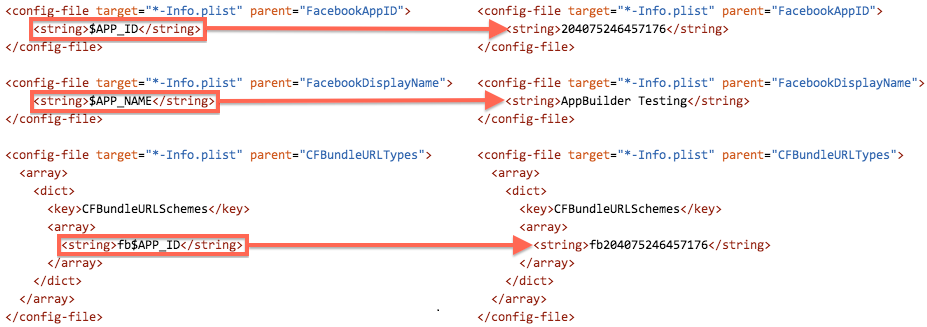 <config-file target="*-Info.plist" parent="FacebookAppID">
  <string>$APP_ID</string>
</config-file>

<config-file target="*-Info.plist" parent="FacebookDisplayName">
  <string>$APP_NAME</string>
</config-file>

<config-file target="*-Info.plist" parent="CFBundleURLTypes">
  <array>
    <dict>
      <key>CFBundleURLSchemes</key>
      <array>
        <string>fb$APP_ID</string>
      </array>
    </dict>
  </array>
</config-file>

<config-file target="*-Info.plist" parent="FacebookAppID">
  <string>204075246457176</string>
</config-file>

<config-file target="*-Info.plist" parent="FacebookDisplayName">
  <string>AppBuilder Testing</string>
</config-file>

<config-file target="*-Info.plist" parent="CFBundleURLTypes">
  <array>
    <dict>
      <key>CFBundleURLSchemes</key>
      <array>
        <string>fb204075246457176</string>
      </array>
    </dict>
  </array>
</config-file>